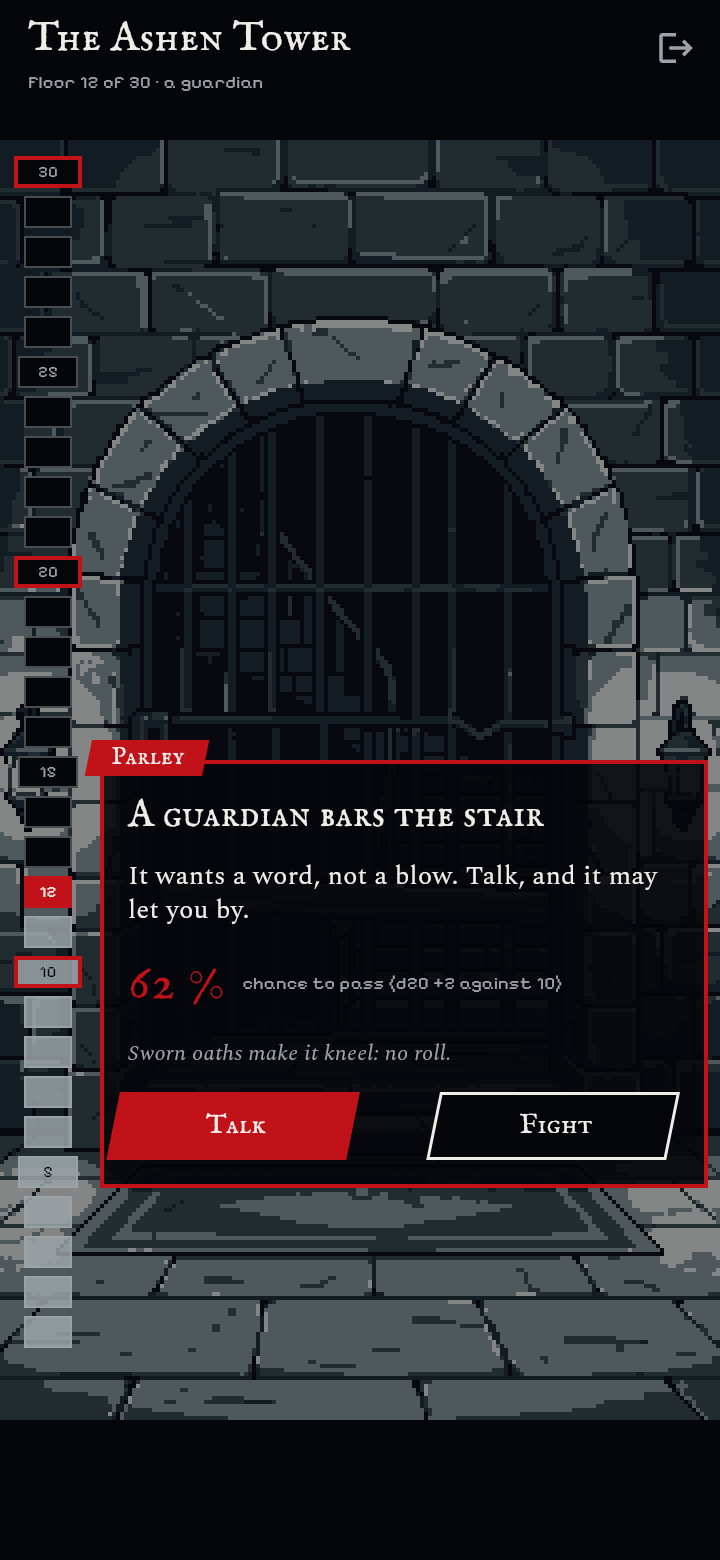 The Ashen Tower
Floor 12 of 30 · a guardian
30
25
20
15
12
10
5
Parley
A guardian bars the stair
It wants a word, not a blow. Talk, and it may
let you by.
62 %
chance to pass (d20 +2 against 10)
Sworn oaths make it kneel: no roll.
Talk
Fight